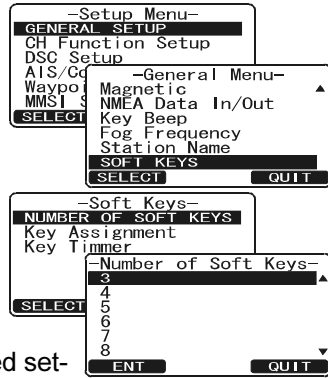 -Setup Menu-
GENERAL SETUP
CH Function Setup
DSC Setup
AIS/Co
Waypoi
MMSI S
SELECT
-General Menu-
Magnetic
NMEA Data In/Out
Key Beep
Fog Frequency
Station Name
SOFT KEYS
SELECT QUIT
-Soft Keys-
NUMBER OF SOFT KEYS
Key Assignment
Key Timmer
SELECT
-Number of Soft Keys-
3
4
5
6
7
8
ENT QUIT
ed set-